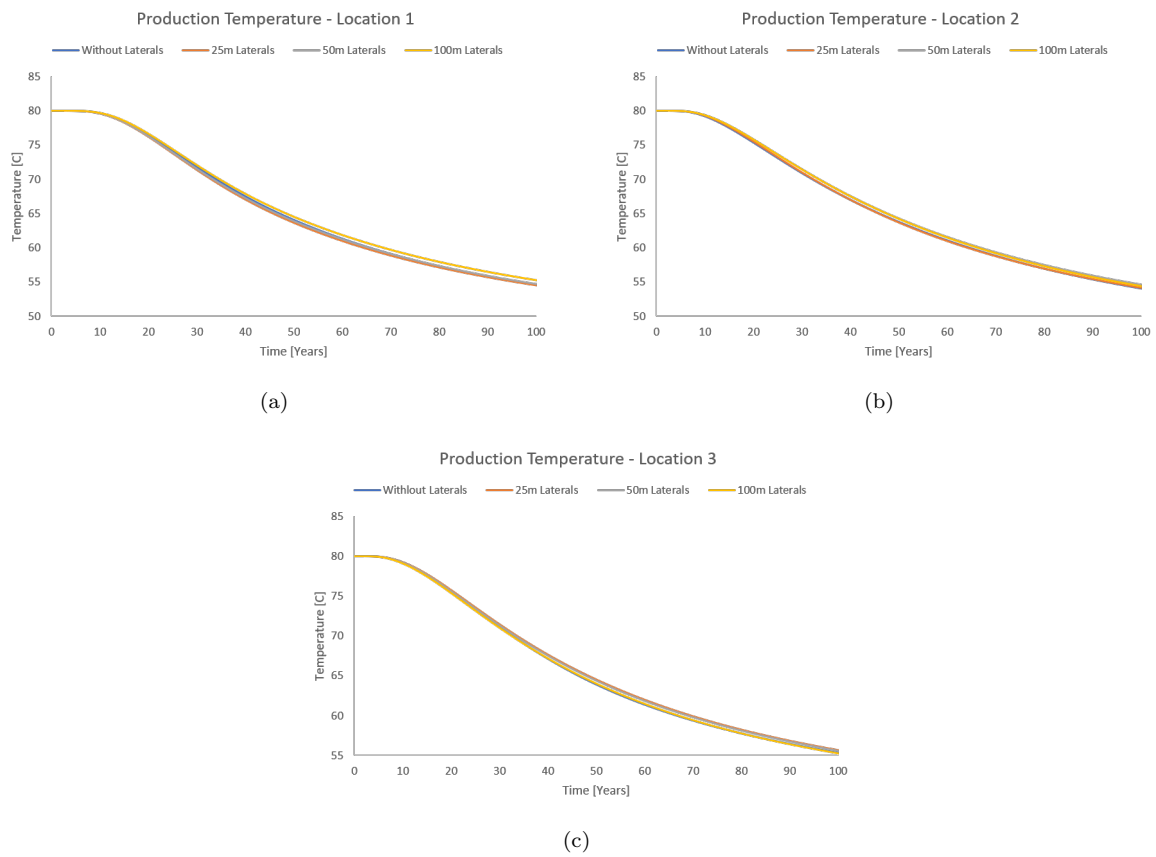 Production Temperature - Location 1
Without Laterals 25m Laterals 50m Laterals 100m Laterals
85
80
75
70
65
60
55
50
Temperature [C]
0 10 20 30 40 50 60 70 80 90 100
Time [Years]
(a)
Production Temperature - Location 2
Without Laterals 25m Laterals 50m Laterals 100m Laterals
85
80
75
70
65
60
55
50
Temperature [C]
0 10 20 30 40 50 60 70 80 90 100
Time [Years]
(b)
Production Temperature - Location 3
Withlout Laterals 25m Laterals 50m Laterals 100m Laterals
85
80
75
70
65
60
55
Temperature [C]
0 10 20 30 40 50 60 70 80 90 100
Time [Years]
(c)